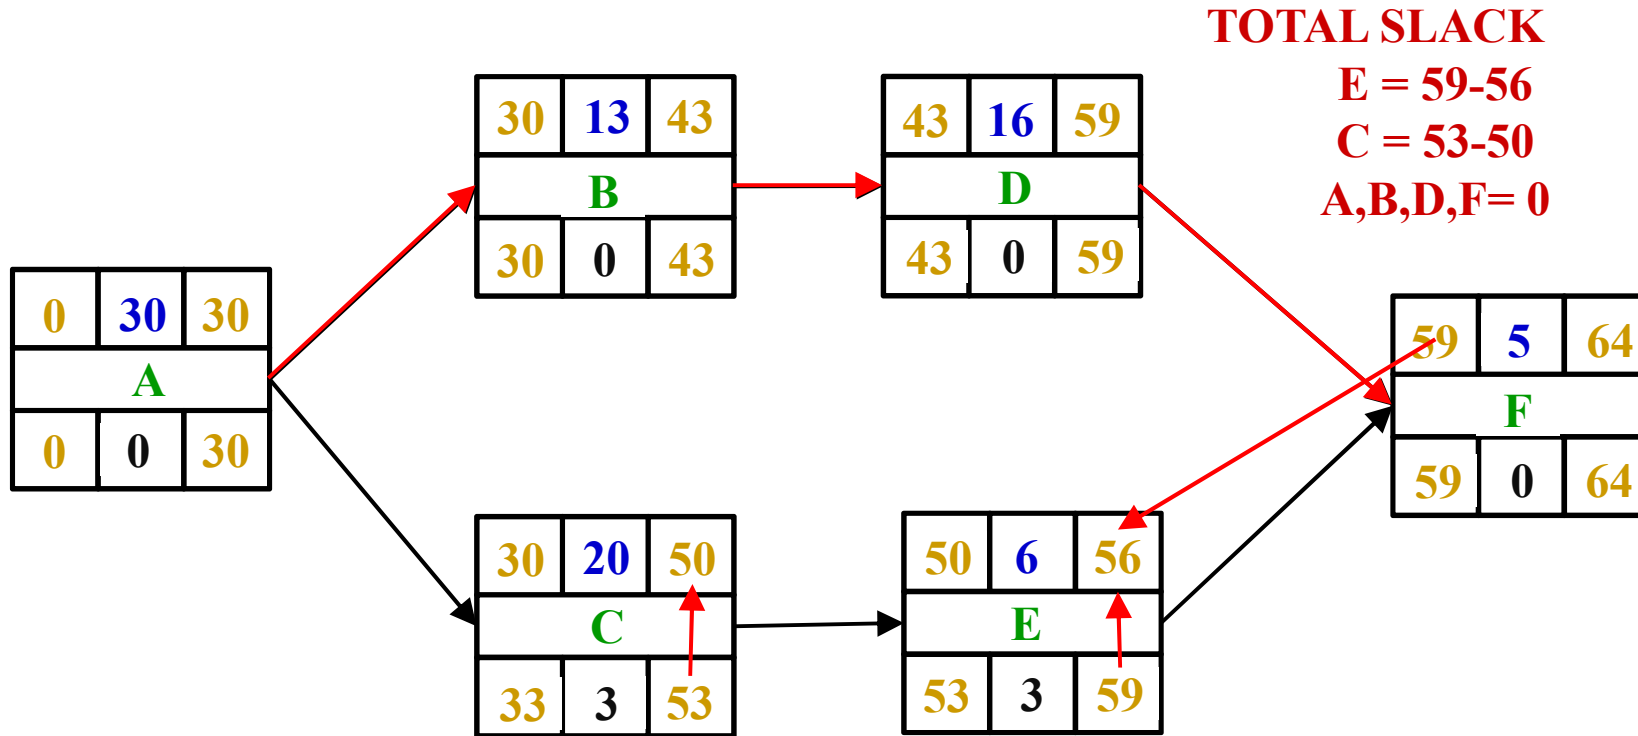 TOTAL SLACK
E = 59-56
C = 53-50
A,B,D,F= 0
30 13 43
B
30 0 43
43 16 59
D
43 0 59
0 30 30
A
0 0 30
59 5 64
F
59 0 64
30 20 50
C
33 3 53
50 6 56
E
53 3 59